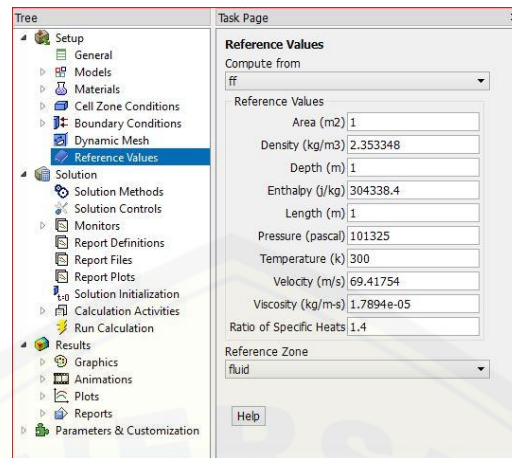 Tree
Setup
General
Models
Materials
Cell Zone Conditions
Boundary Conditions
Dynamic Mesh
Reference Values
Solution
Solution Methods
Solution Controls
Monitors
Report Definitions
Report Files
Report Plots
Solution Initialization
Calculation Activities
Run Calculation
Results
Graphics
Animations
Plots
Reports
Parameters & Customization
Task Page
Reference Values
Compute from
ff
Reference Values
Area (m2) 1
Density (kg/m3) 2.353348
Depth (m) 1
Enthalpy (j/kg) 304338.4
Length (m) 1
Pressure (pascal) 101325
Temperature (k) 300
Velocity (m/s) 69.41754
Viscosity (kg/m-s) 1.7894e-05
Ratio of Specific Heats 1.4
Reference Zone
fluid
Help